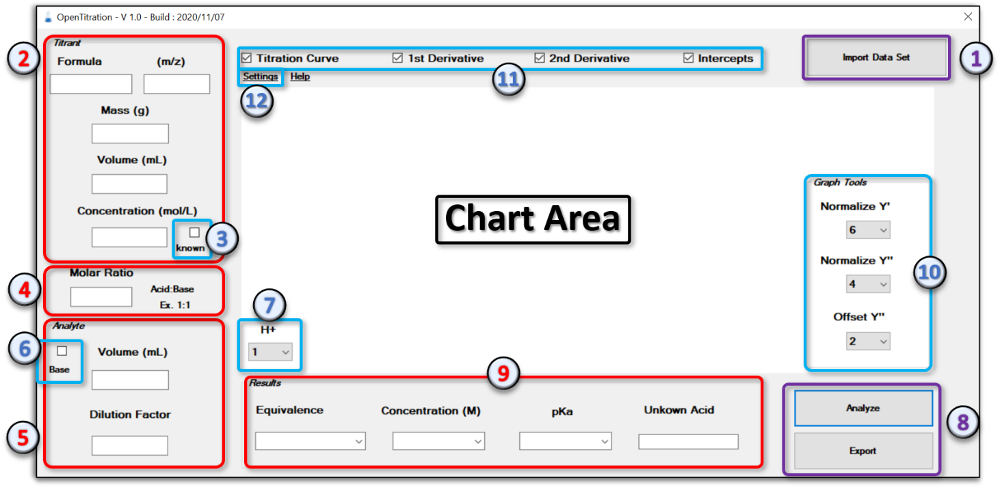 OpenTitration - V 1.0 - Build : 2020/11/07
Titrant
2
Formula (m/z)
Mass (g)
Volume (mL)
Concentration (mol/L)
known
3
4
Molar Ratio
Acid:Base
Ex. 1:1
Analyte
6
Base
Volume (mL)
Dilution Factor
5
Titration Curve 1st Derivative 2nd Derivative Intercepts
Settings Help
11
12
Import Data Set
1
Chart Area
Graph Tools
Normalize Y'
6
Normalize Y"
4
10
Offset Y"
2
7
H+
1
9
Results
Equivalence Concentration (M) pKa Unkown Acid
Analyze
8
Export